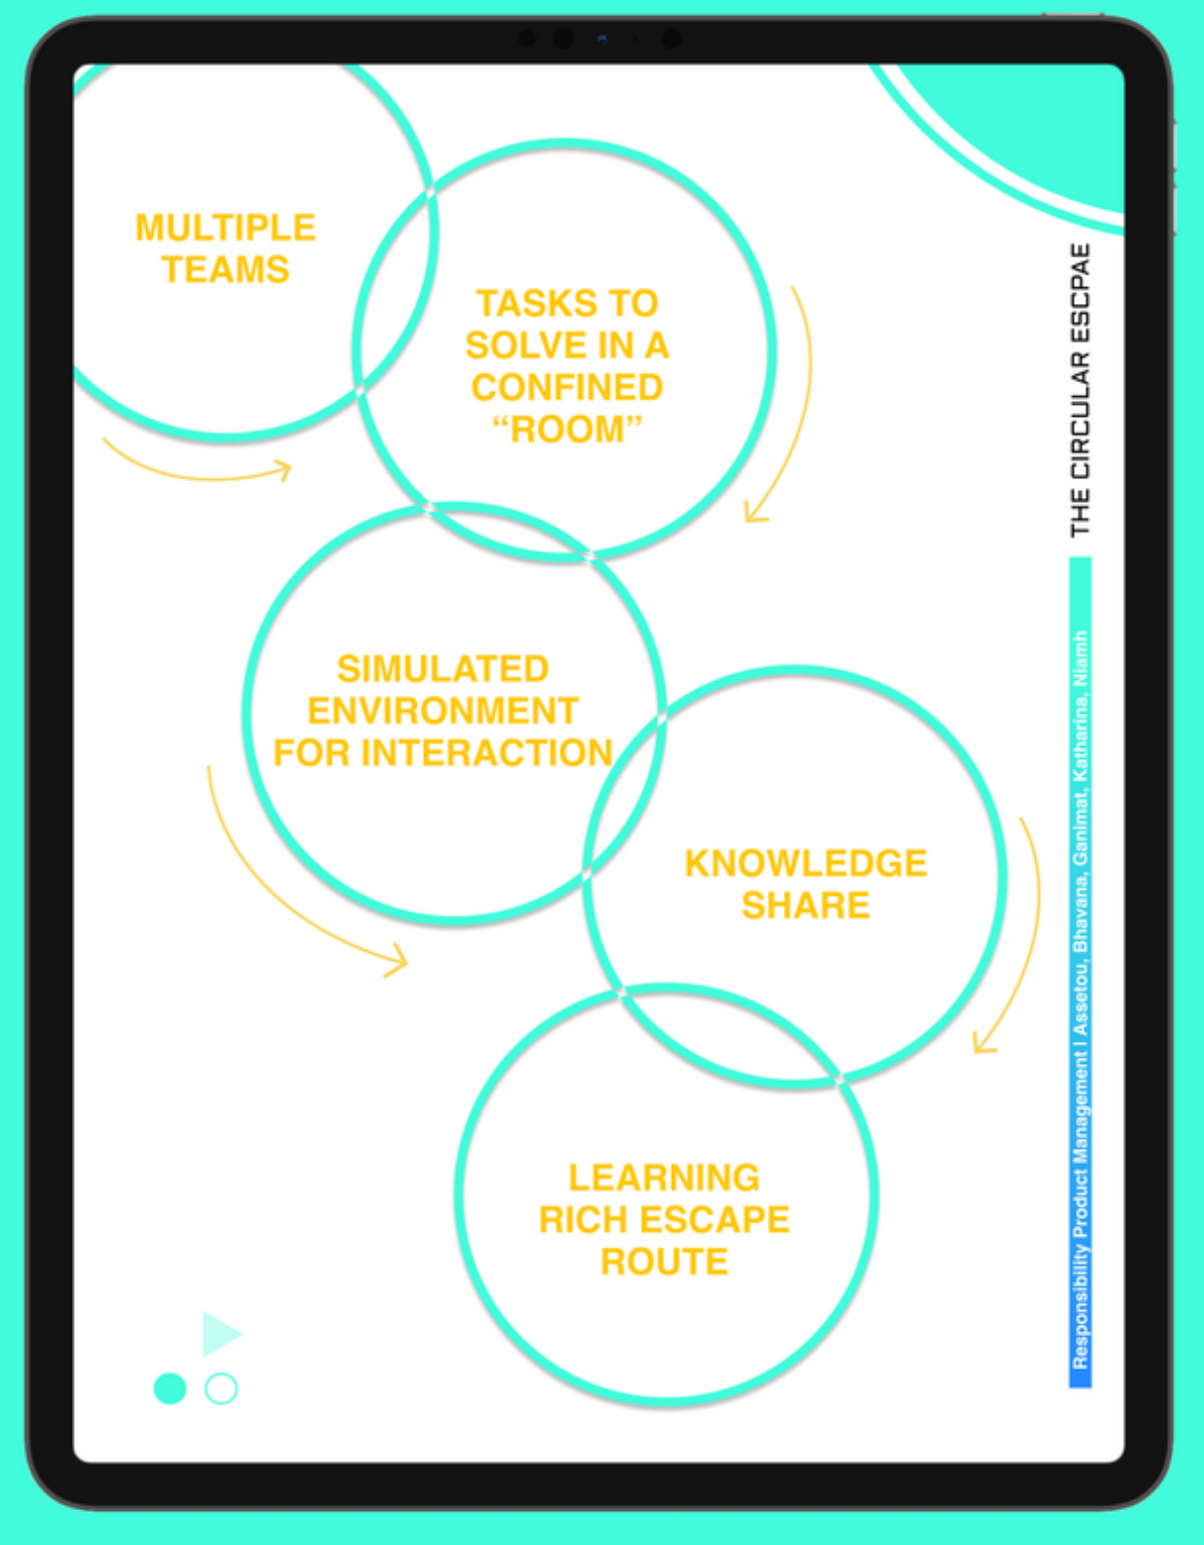 MULTIPLE
TEAMS
TASKS TO
SOLVE IN A
CONFINED
“ROOM”
SIMULATED
ENVIRONMENT
FOR INTERACTION
KNOWLEDGE
SHARE
LEARNING
RICH ESCAPE
ROUTE
THE CIRCULAR ESCPAE
Responsibility Product Management I Assetou, Bhavana, Ganimat, Katharina, Niamh